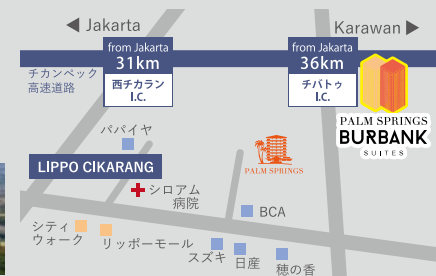 ◀ Jakarta
Karawan ▶
from Jakarta
31km
西チカラン
I.C.
from Jakarta
36km
チバトゥ
I.C.
チカンペック
高速道路
PALM SPRINGS
BURBANK
SUITES
パパイヤ
LIPPO CIKARANG
シロアム
病院
PALM SPRINGS
BCA
シティ
ウォーク
リッポーモール
スズキ
日産
穂の香